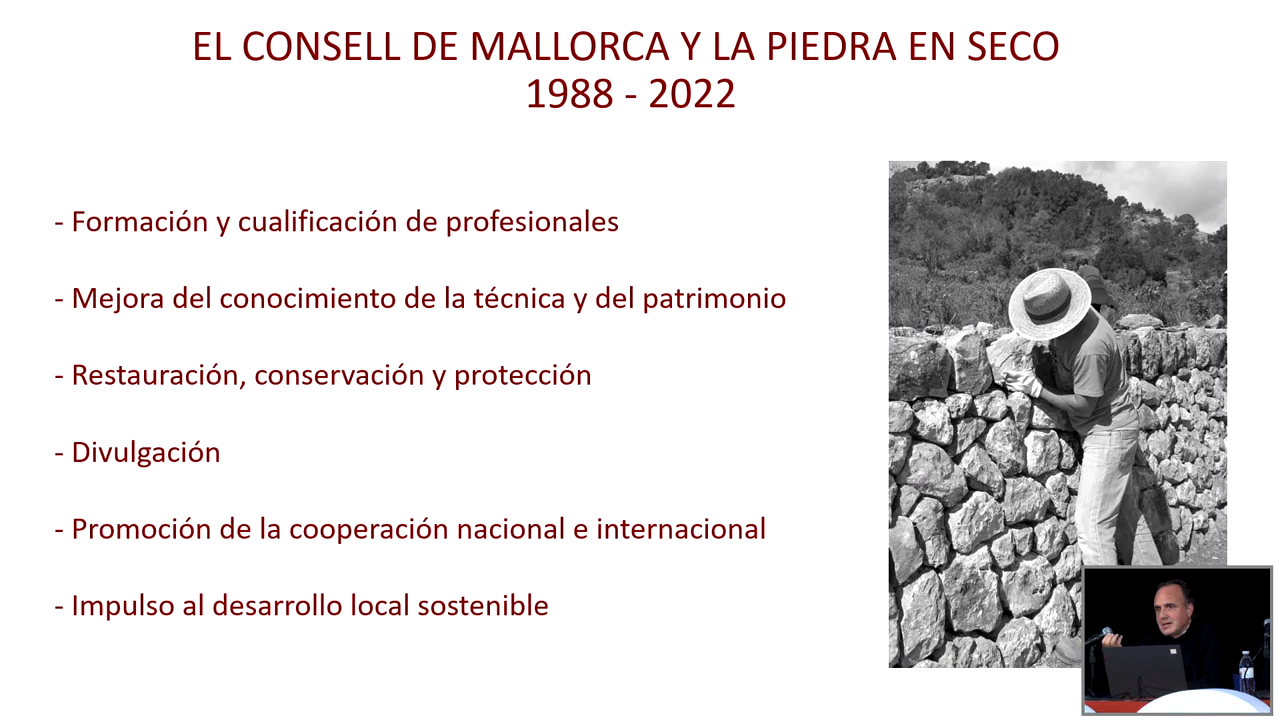 EL CONSELL DE MALLORCA Y LA PIEDRA EN SECO
1988 - 2022
- Formación y cualificación de profesionales
- Mejora del conocimiento de la técnica y del patrimonio
- Restauración, conservación y protección
- Divulgación
- Promoción de la cooperación nacional e internacional
- Impulso al desarrollo local sostenible